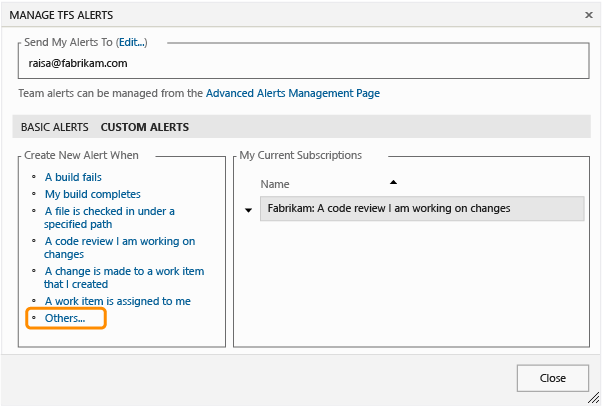 MANAGE TFS ALERTS
Send My Alerts To (Edit...)
raisa@fabrikam.com
Team alerts can be managed from the Advanced Alerts Management Page
BASIC ALERTS CUSTOM ALERTS
Create New Alert When
A build fails
My build completes
A file is checked in under a
specified path
A code review I am working on
changes
A change is made to a work item
that I created
A work item is assigned to me
Others...
My Current Subscriptions
Name
Fabrikam: A code review I am working on changes
Close